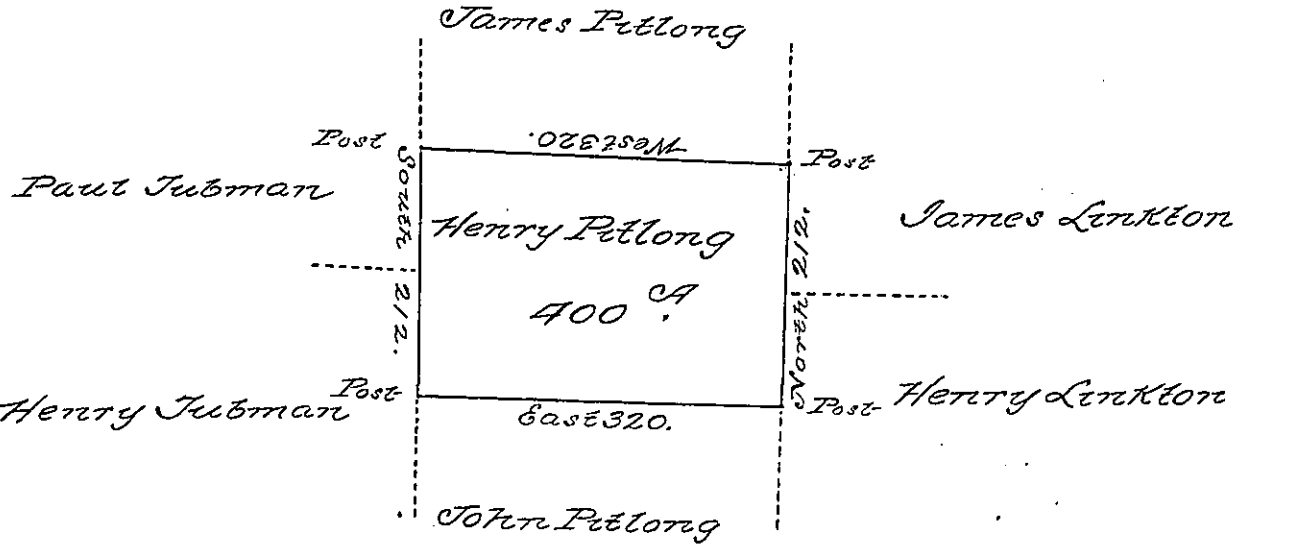 James Pitlong
Post
West 320.
Post
Paul Tubman
South 212.
Henry Pitlong
North 212.
James Linkton
400 A.
Henry Tubman
Post
East 320.
Post
Henry Linkton
John Pitlong